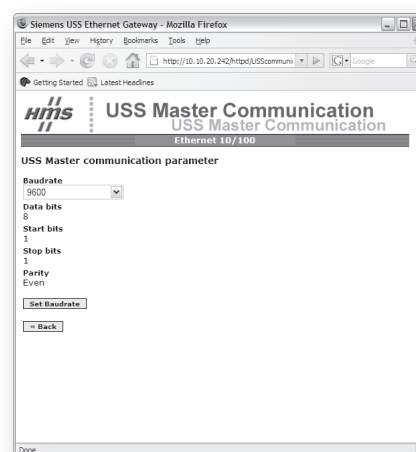 Siemens USS Ethernet Gateway - Mozilla Firefox
File Edit View History Bookmarks Tools Help
http://10.10.20.242/httpd/USScommuni
Google
Getting Started Latest Headlines
HMS
USS Master Communication
USS Master Communication
Ethernet 10/100
USS Master communication parameter
Baudrate
9600
Data bits
8
Start bits
1
Stop bits
1
Parity
Even
Set Baudrate
« Back
Done